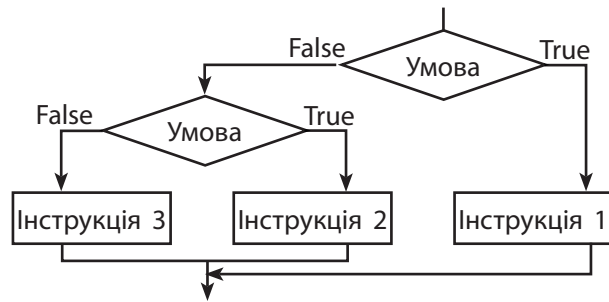 False
True
Умова
False
True
Умова
Інструкція 3
Інструкція 2
Інструкція 1